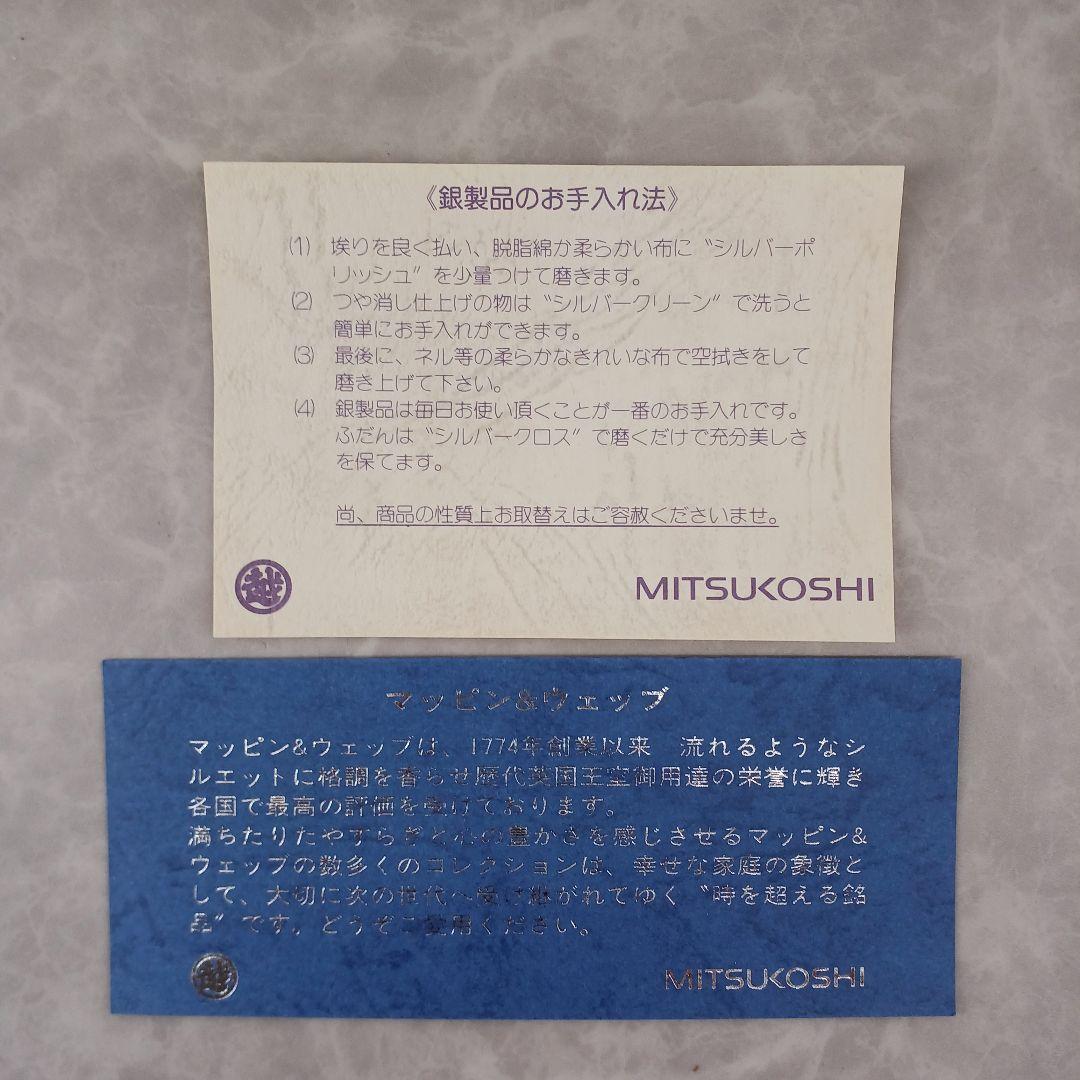 《銀製品のお手入れ法》
(1) 埃りを良く払い、脱脂綿か柔らかい布に〝シルバーポ
リッシュ〟を少量つけて磨きます。
(2) つや消し仕上げの物は〝シルバークリーン〟で洗うと
簡単にお手入れができます。
(3) 最後に、ネル等の柔らかなきれいな布で空拭きをして
磨き上げて下さい。
(4) 銀製品は毎日お使い頂くことが一番のお手入れです。
ふだんは〝シルバークロス〟で磨くだけで充分美しさ
を保てます。
尚、商品の性質上お取替えはご容赦くださいませ。
越
MITSUKOSHI
マッピン&ウェッブ
マッピン&ウェッブは、1774年創業以来 流れるようなシ
ルエットに格調を香らせ歴代英国王室御用達の栄誉に輝き
各国で最高の評価を受けております。
満ちたりたやすらぎと心の豊かさを感じさせるマッピン&
ウェッブの数多くのコレクションは、幸せな家庭の象徴と
して、大切に次の世代へ受け継がれてゆく〝時を超える銘
品〟です。どうぞご愛用ください。
越
MITSUKOSHI